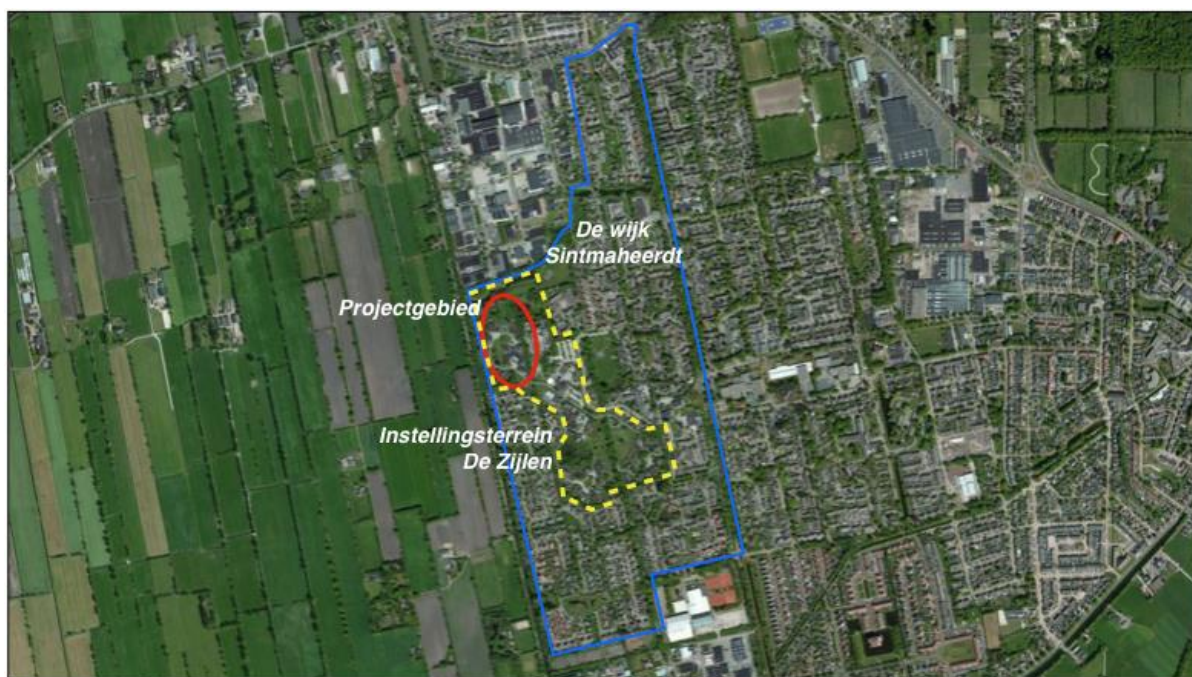 De wijk
Sintmaheerdt
Projectgebied
Instellingsterrein
De Zijlen